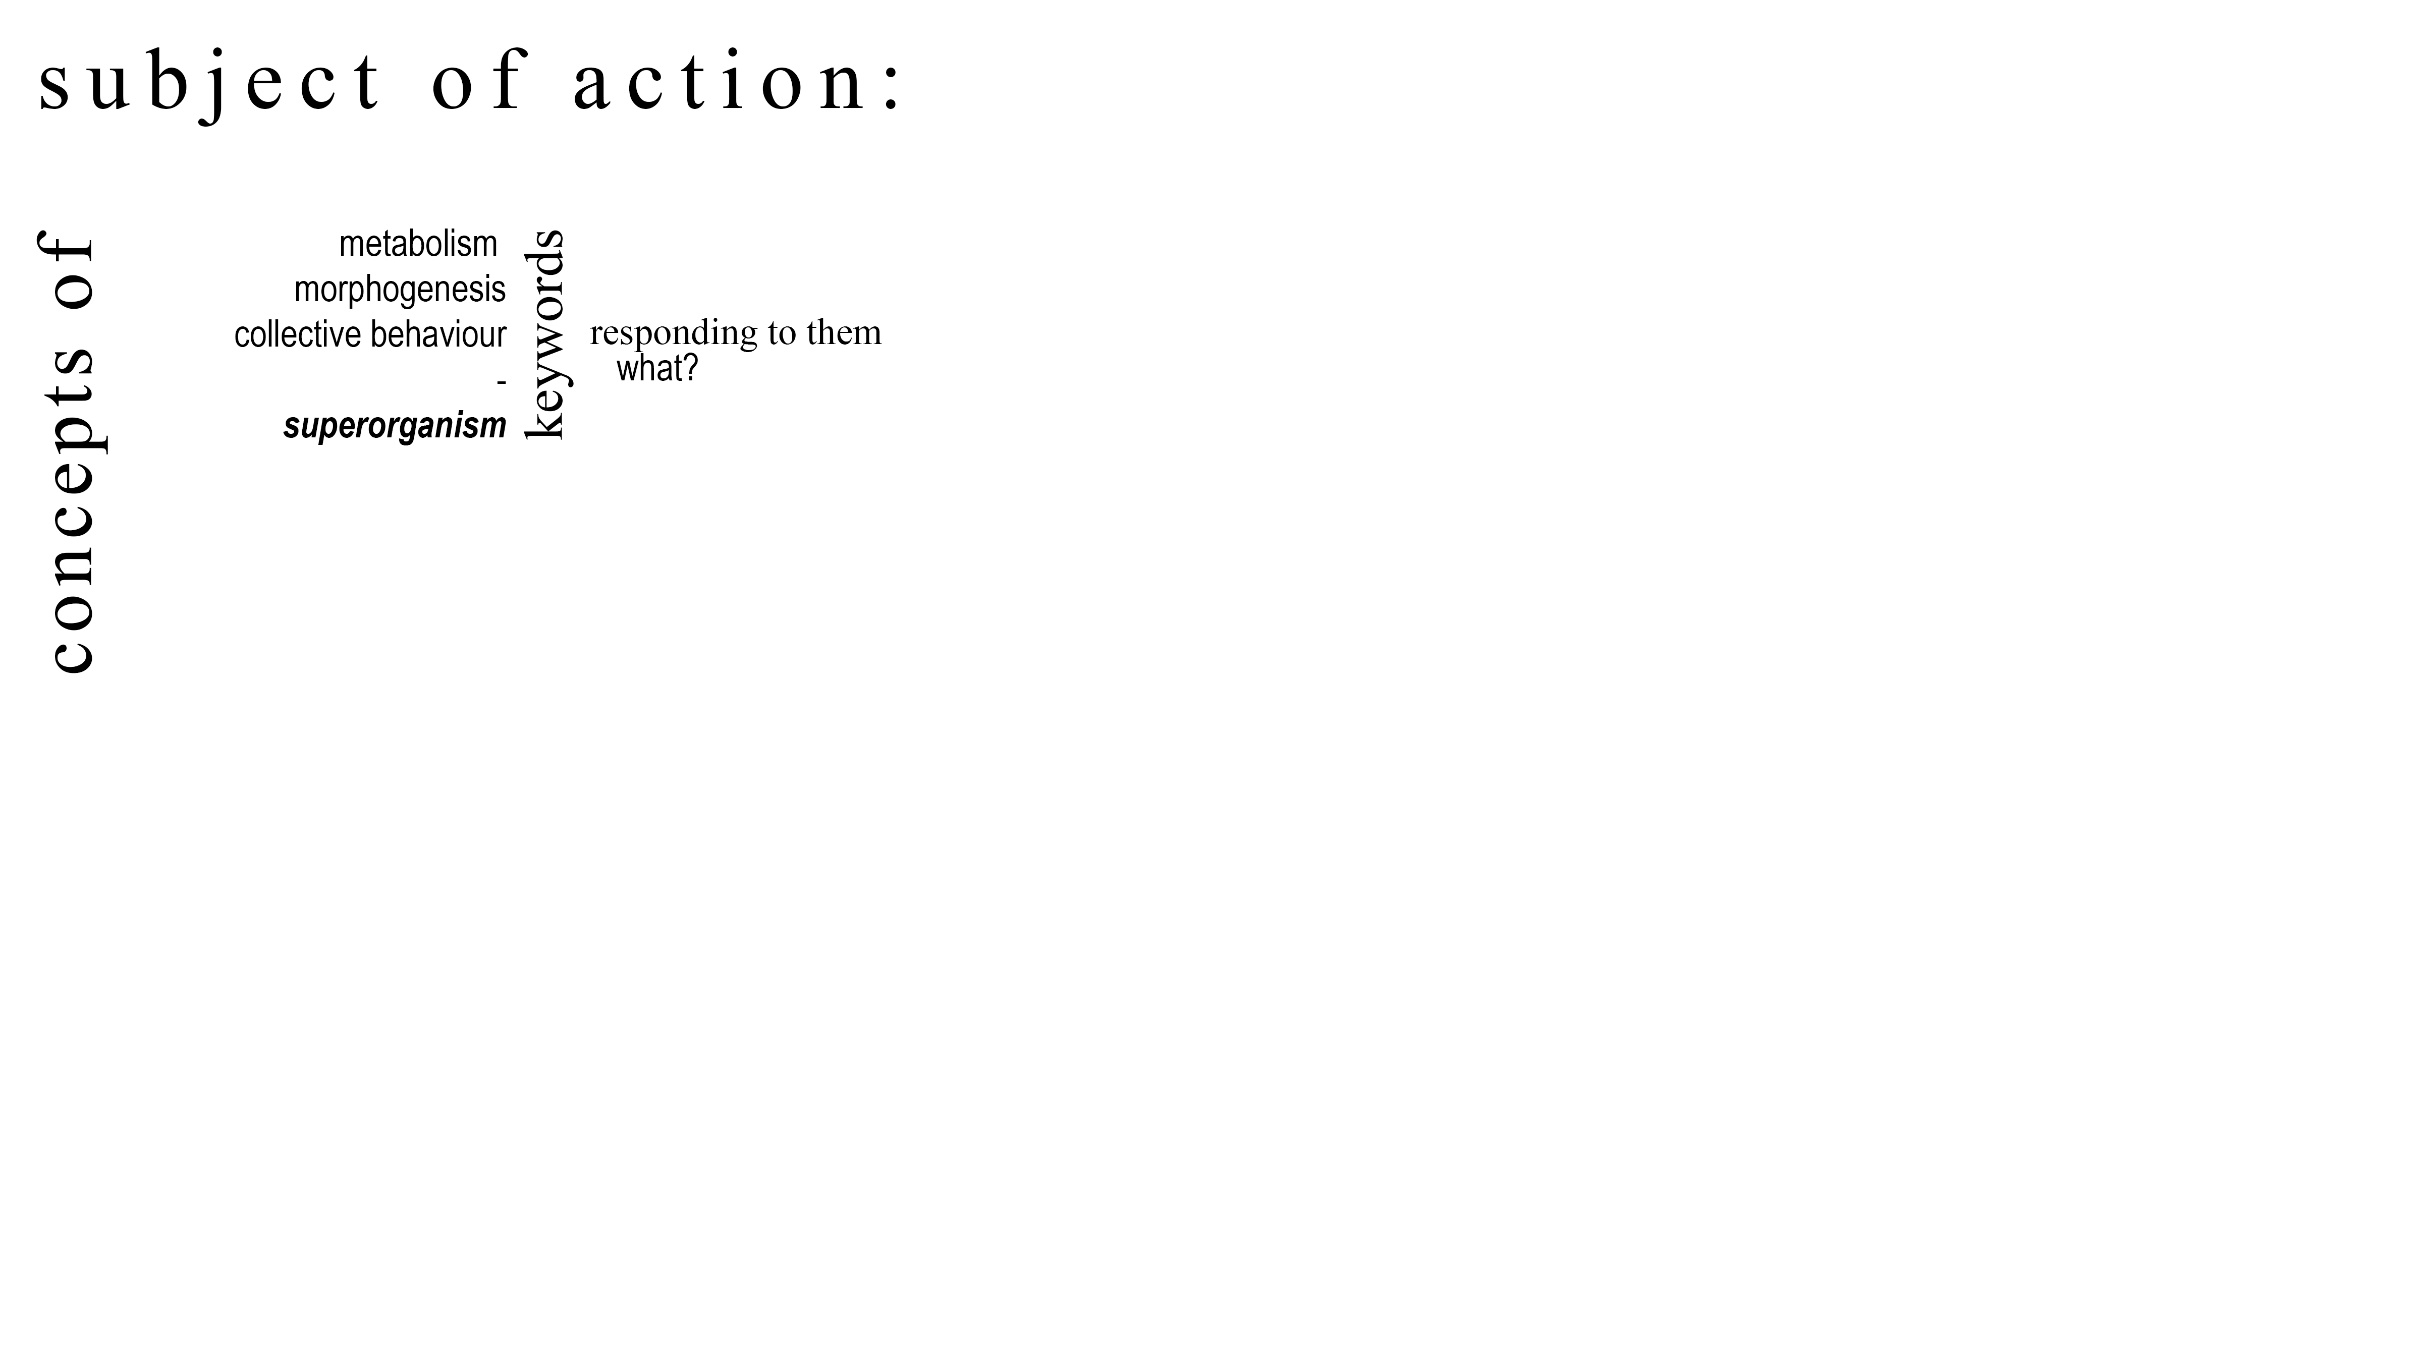 subject of action:
concepts of
metabolism
morphogenesis
collective behaviour
-
superorganism
keywords
responding to them
what?